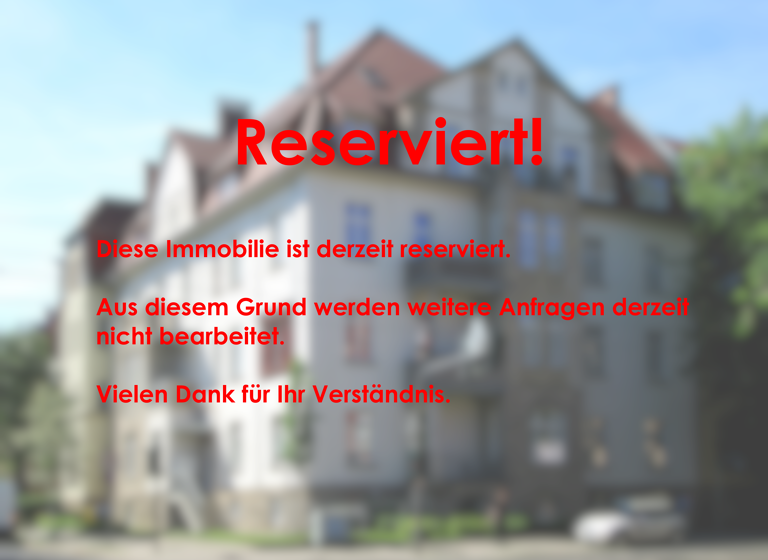 Reserviert!
Diese Immobilie ist derzeit reserviert.
Aus diesem Grund werden weitere Anfragen derzeit
nicht bearbeitet.
Vielen Dank für Ihr Verständnis.